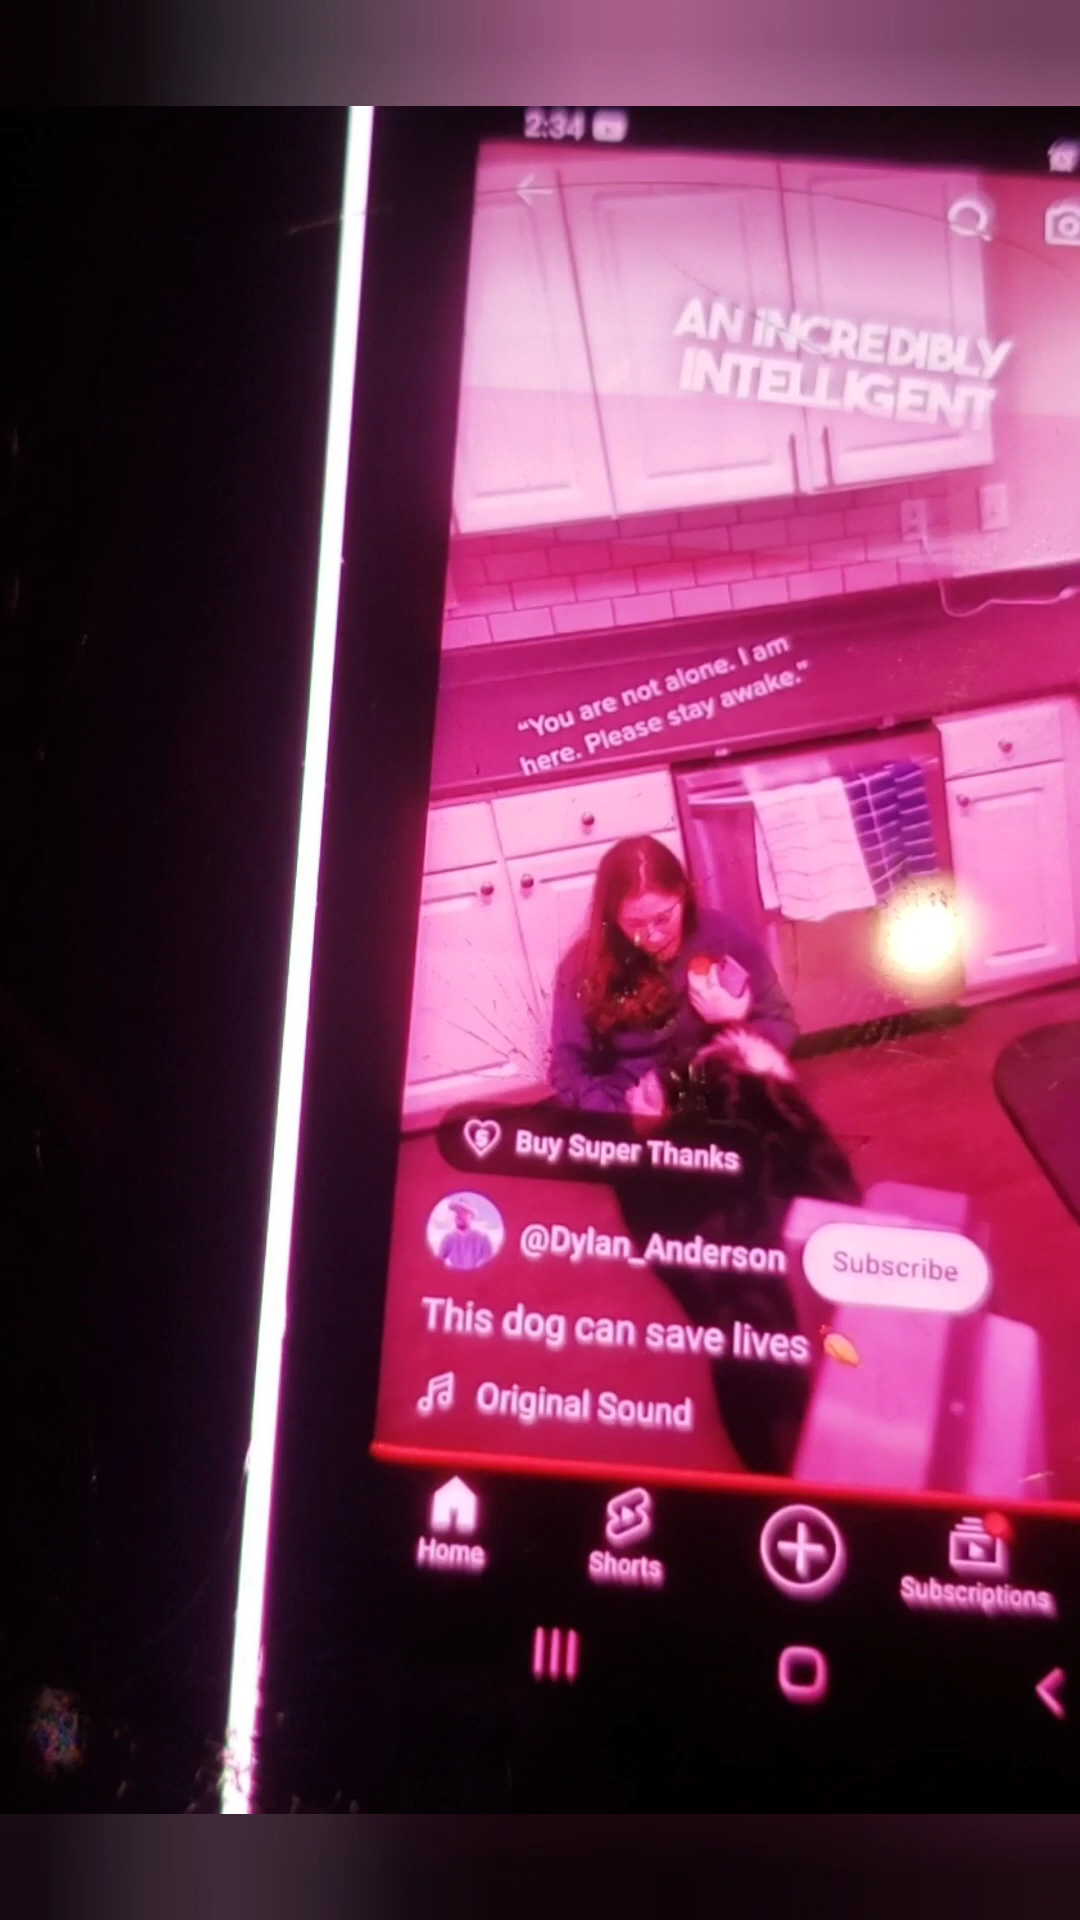 2:34
AN INCREDIBLY
INTELLIGENT
“You are not alone. I am
here. Please stay awake.”
Buy Super Thanks
@Dylan_Anderson
Subscribe
This dog can save lives
Original Sound
Home
Shorts
Subscriptions